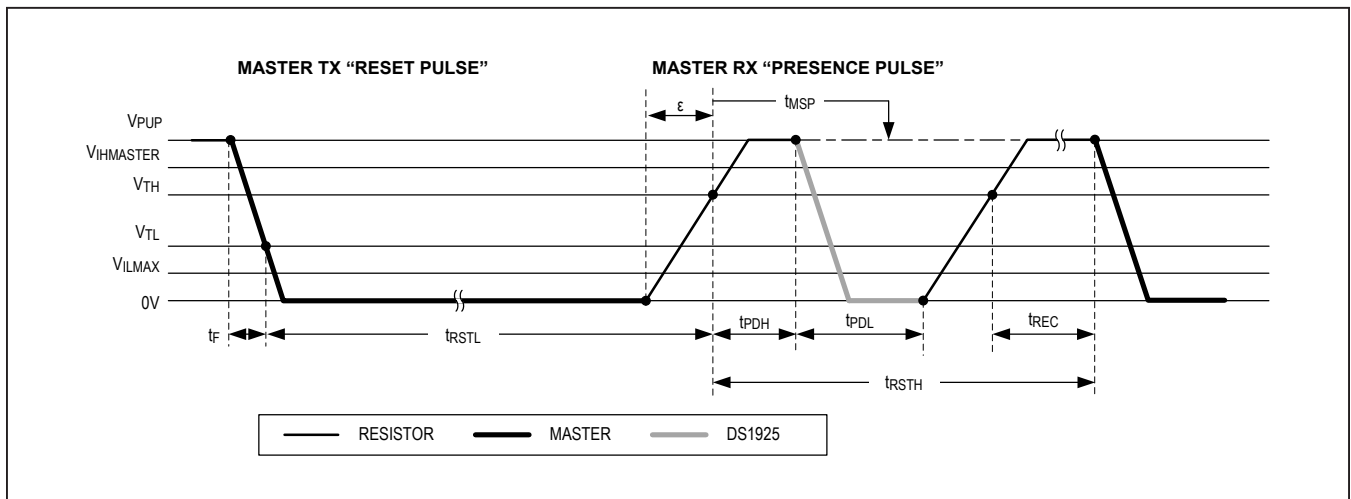 MASTER TX “RESET PULSE”
MASTER RX “PRESENCE PULSE”
ε
tMSP
VPUP
VIHMASTER
VTH
VTL
VILMAX
0V
tF
tRSTL
tPDH
tPDL
tREC
tRSTH
RESISTOR
MASTER
DS1925